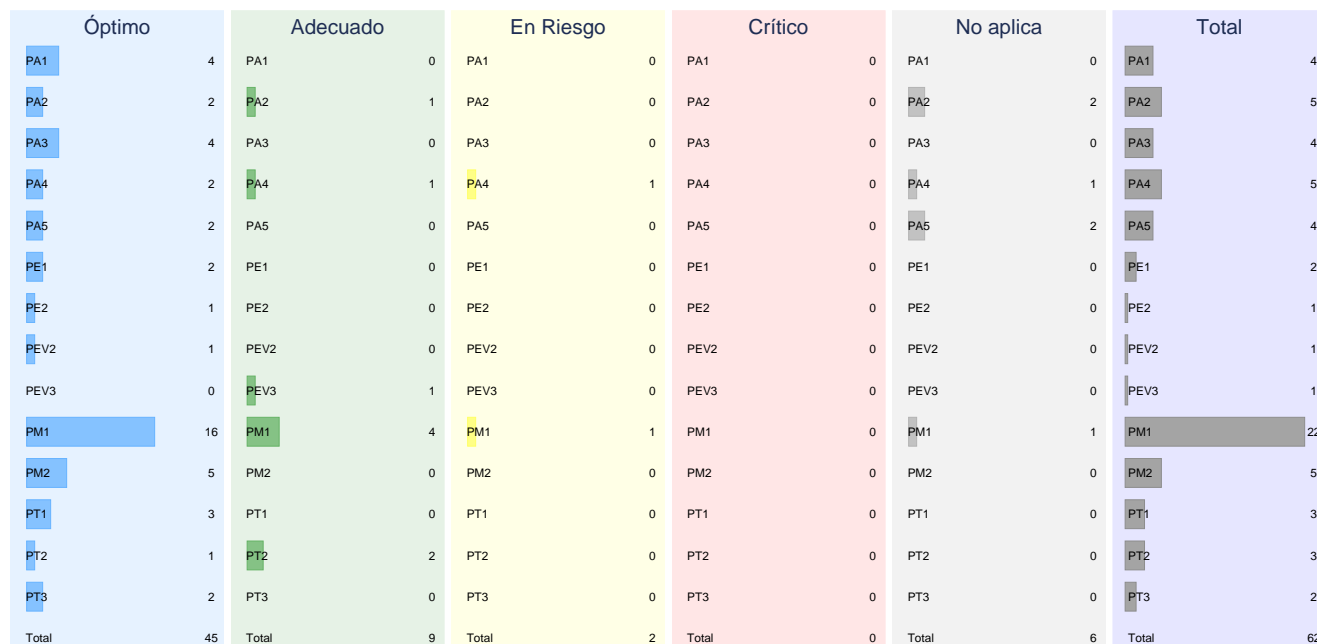 Óptimo Adecuado En Riesgo Crítico No aplica Total
PA1 4 PA1 0 PA1 0 PA1 0 PA1 0 PA1 4
PA2 2 PA2 1 PA2 0 PA2 0 PA2 2 PA2 5
PA3 4 PA3 0 PA3 0 PA3 0 PA3 0 PA3 4
PA4 2 PA4 1 PA4 1 PA4 0 PA4 1 PA4 5
PA5 2 PA5 0 PA5 0 PA5 0 PA5 2 PA5 4
PE1 2 PE1 0 PE1 0 PE1 0 PE1 0 PE1 2
PE2 1 PE2 0 PE2 0 PE2 0 PE2 0 PE2 1
PEV2 1 PEV2 0 PEV2 0 PEV2 0 PEV2 0 PEV2 1
PEV3 0 PEV3 1 PEV3 0 PEV3 0 PEV3 0 PEV3 1
PM1 16 PM1 4 PM1 1 PM1 0 PM1 1 PM1 22
PM2 5 PM2 0 PM2 0 PM2 0 PM2 0 PM2 5
PT1 3 PT1 0 PT1 0 PT1 0 PT1 0 PT1 3
PT2 1 PT2 2 PT2 0 PT2 0 PT2 0 PT2 3
PT3 2 PT3 0 PT3 0 PT3 0 PT3 0 PT3 2
Total 45 Total 9 Total 2 Total 0 Total 6 Total 62